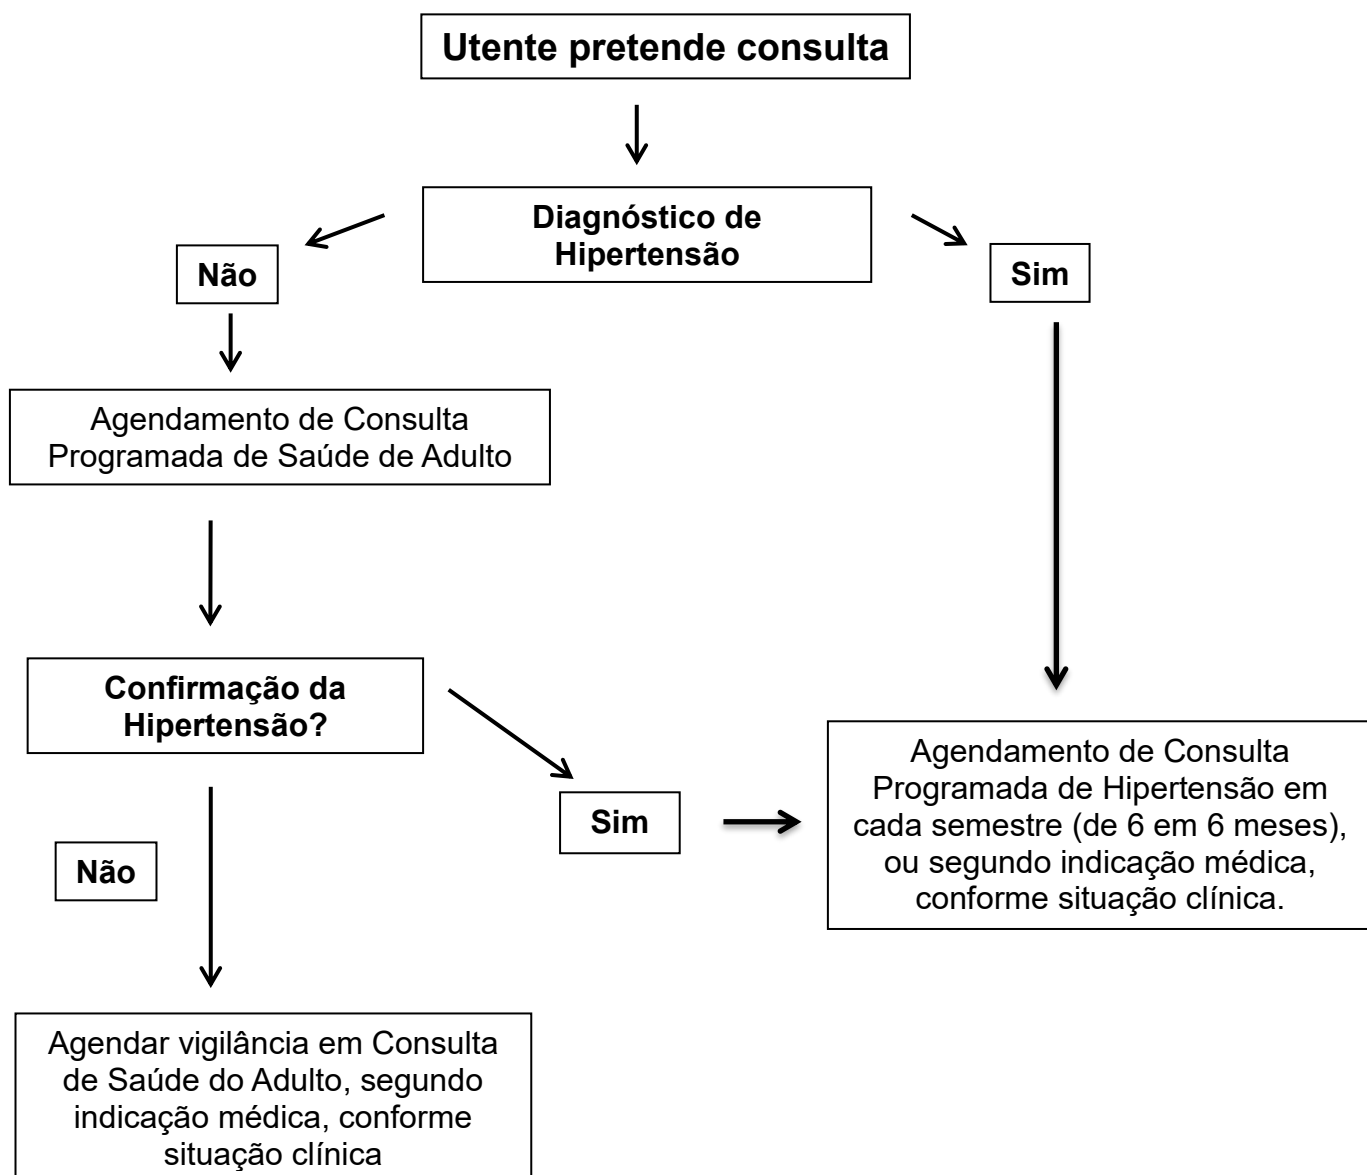 Utente pretende consulta
Diagnóstico de
Hipertensão
Não
Sim
Agendamento de Consulta
Programada de Saúde de Adulto
Confirmação da
Hipertensão?
Sim
Não
Agendamento de Consulta
Programada de Hipertensão em
cada semestre (de 6 em 6 meses),
ou segundo indicação médica,
conforme situação clínica.
Agendar vigilância em Consulta
de Saúde do Adulto, segundo
indicação médica, conforme
situação clínica